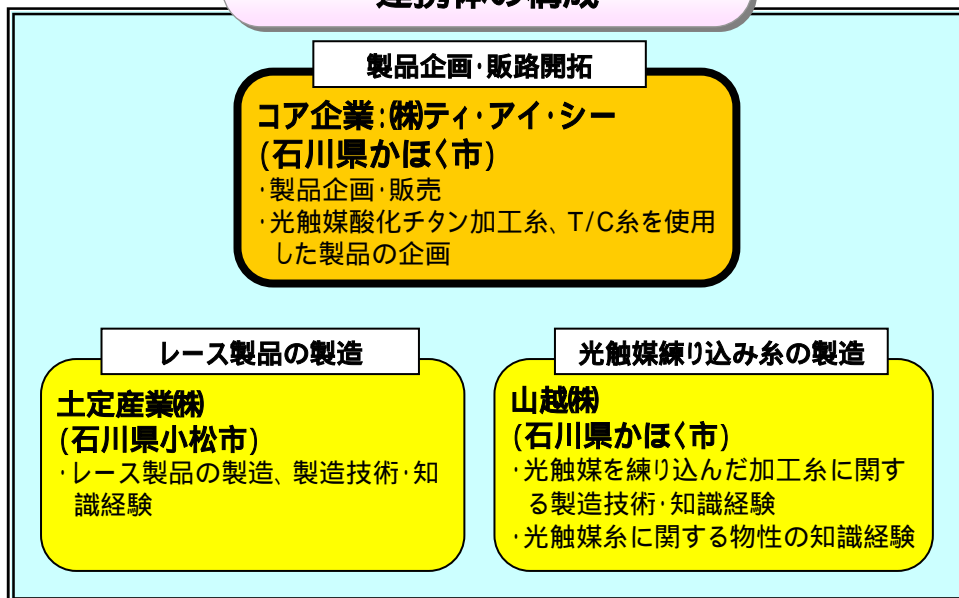 連携体の構成
製品企画・販路開拓
コア企業：㈱ティ・アイ・シー
(石川県かほく市)
・製品企画・販売
・光触媒酸化チタン加工糸、T/C糸を使用
した製品の企画
レース製品の製造
土定産業㈱
(石川県小松市)
・レース製品の製造、製造技術・知
識経験
光触媒練り込み糸の製造
山越㈱
(石川県かほく市)
・光触媒を練り込んだ加工糸に関す
る製造技術・知識経験
・光触媒糸に関する物性の知識経験